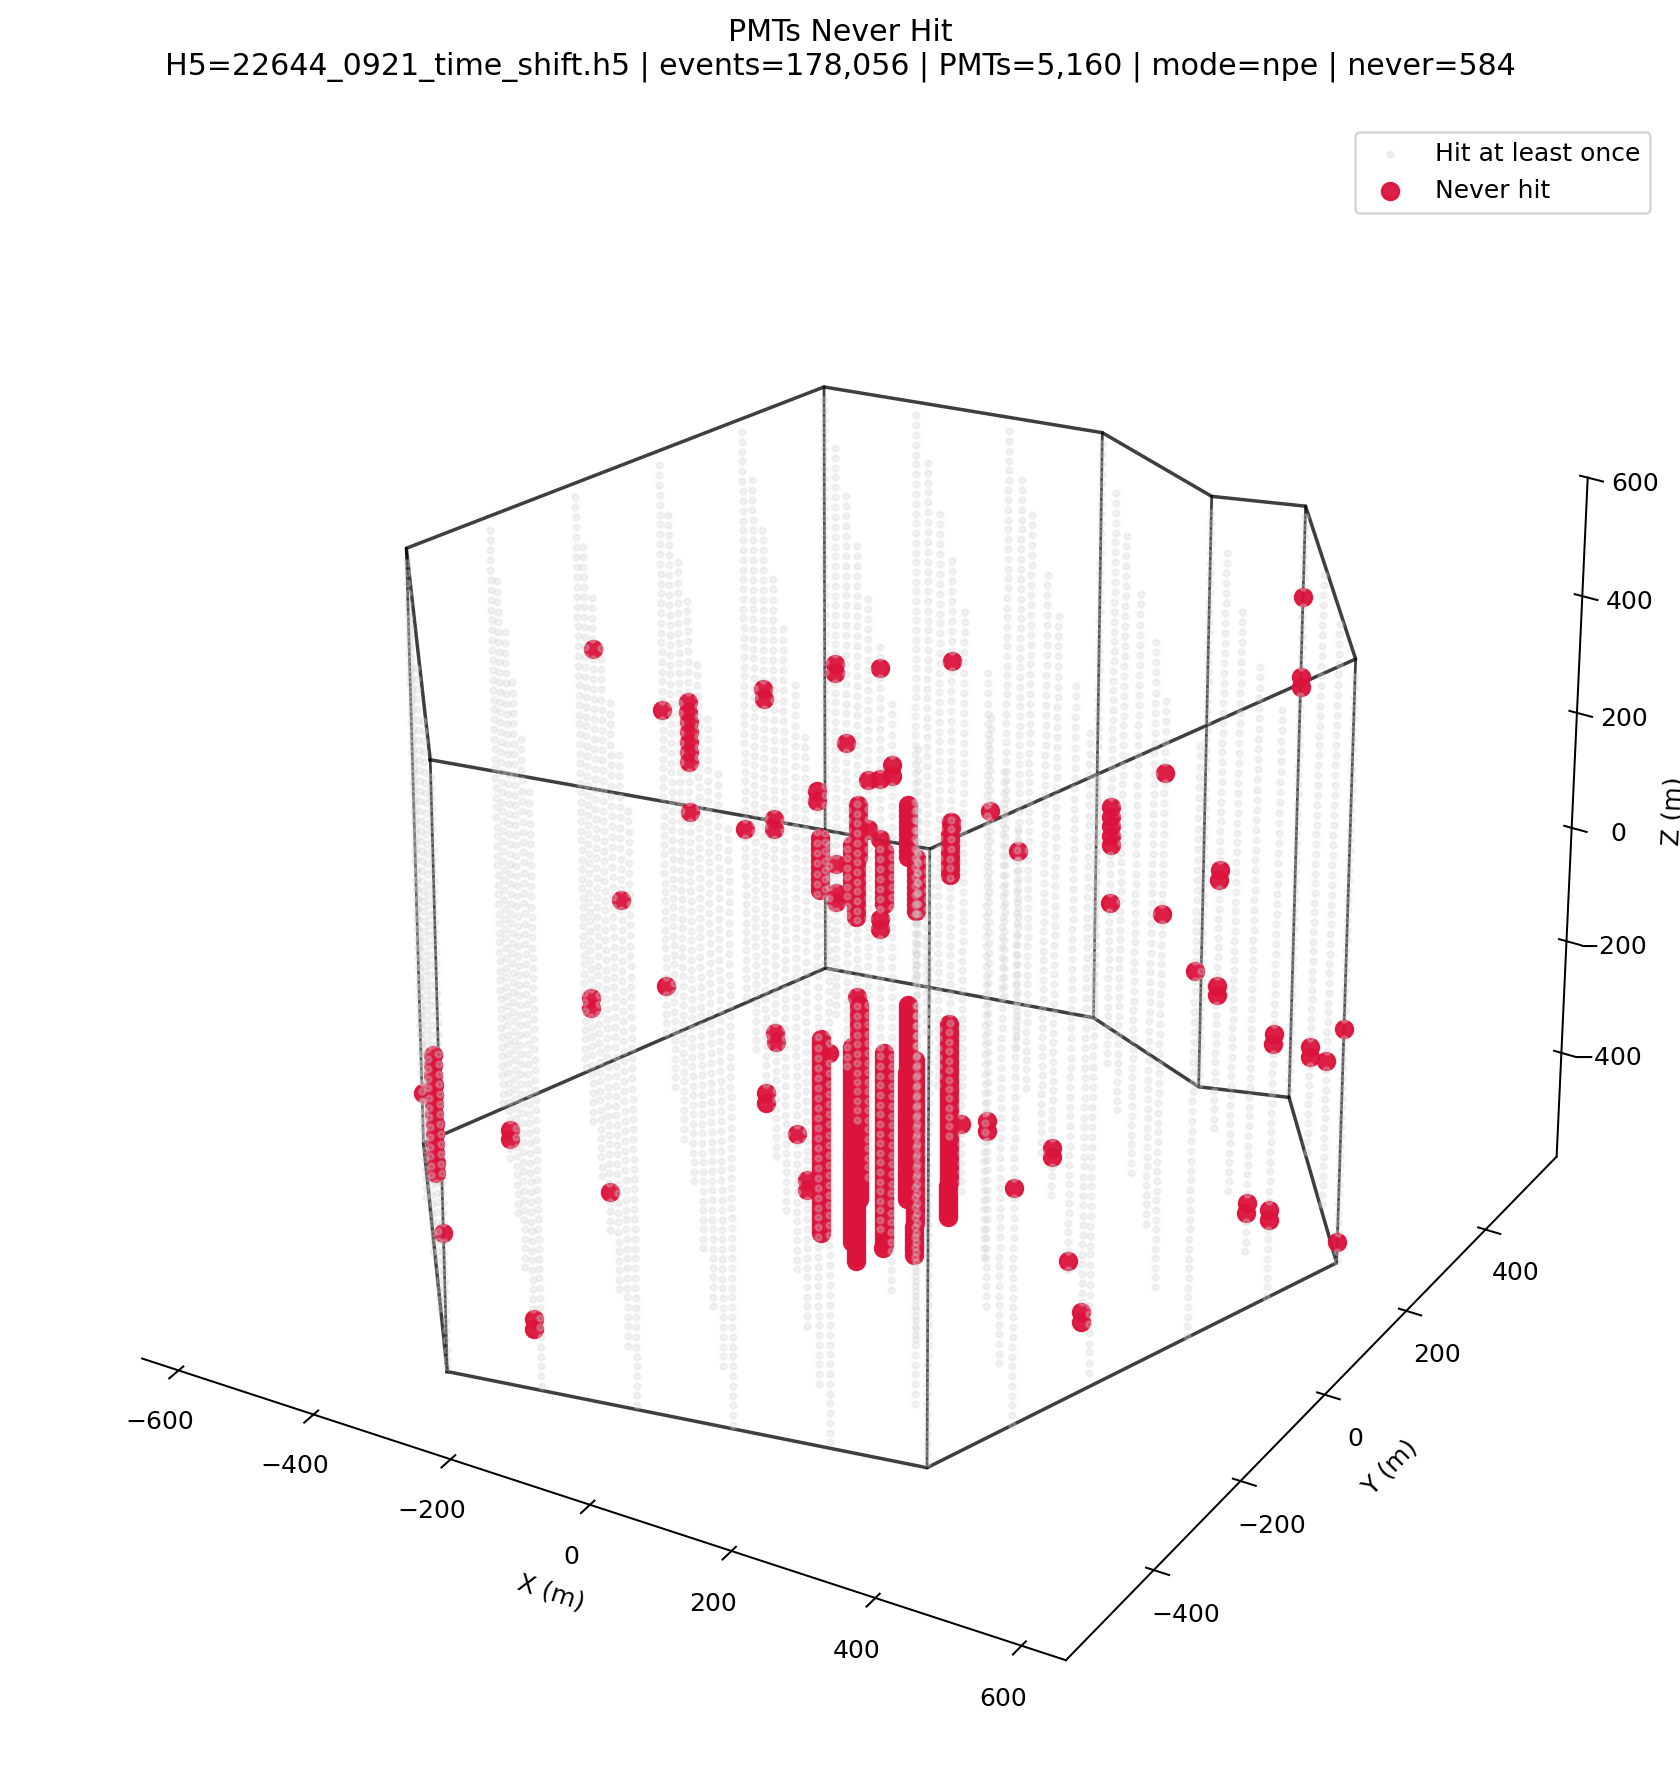 PMTs Never Hit
H5=22644_0921_time_shift.h5 | events=178,056 | PMTs=5,160 | mode=npe | never=584
Hit at least once
Never hit
600
400
200
0
−200
−400
Z (m)
400
200
0
−200
−400
Y (m)
−600
−400
−200
0
200
400
600
X (m)